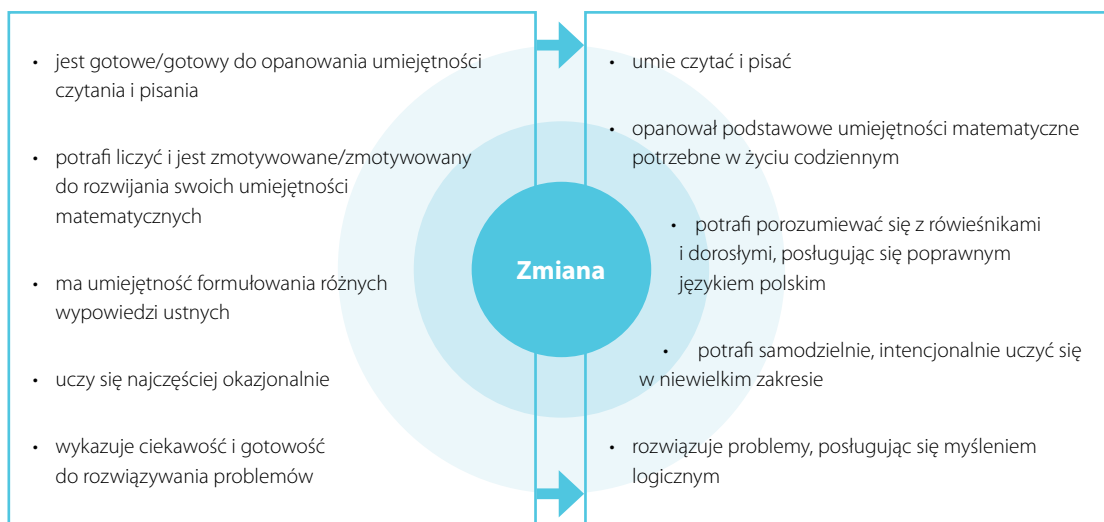 • jest gotowe/gotowy do opanowania umiejętności
czytania i pisania
• potrafi liczyć i jest zmotywowane/zmotywowany
do rozwijania swoich umiejętności
matematycznych
• ma umiejętność formułowania różnych
wypowiedzi ustnych
• uczy się najczęściej okazjonalnie
• wykazuje ciekawość i gotowość
do rozwiązywania problemów
Zmiana
• umie czytać i pisać
• opanował podstawowe umiejętności matematyczne
potrzebne w życiu codziennym
• potrafi porozumiewać się z rówieśnikami
i dorosłymi, posługując się poprawnym
językiem polskim
• potrafi samodzielnie, intencjonalnie uczyć się
w niewielkim zakresie
• rozwiązuje problemy, posługując się myśleniem
logicznym